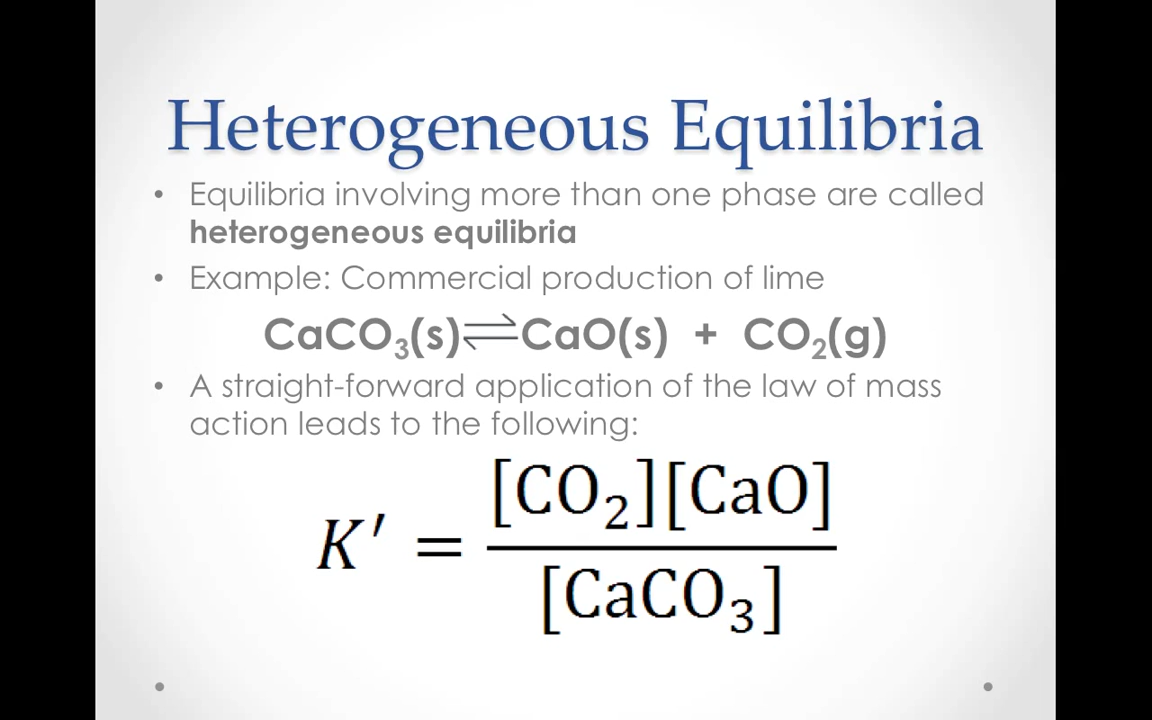 Heterogeneous Equilibria
• Equilibria involving more than one phase are called
heterogeneous equilibria
• Example: Commercial production of lime
CaCO₃(s)⇌CaO(s) + CO₂(g)
• A straight-forward application of the law of mass
action leads to the following:
K′ = [CO₂][CaO]
[CaCO₃]